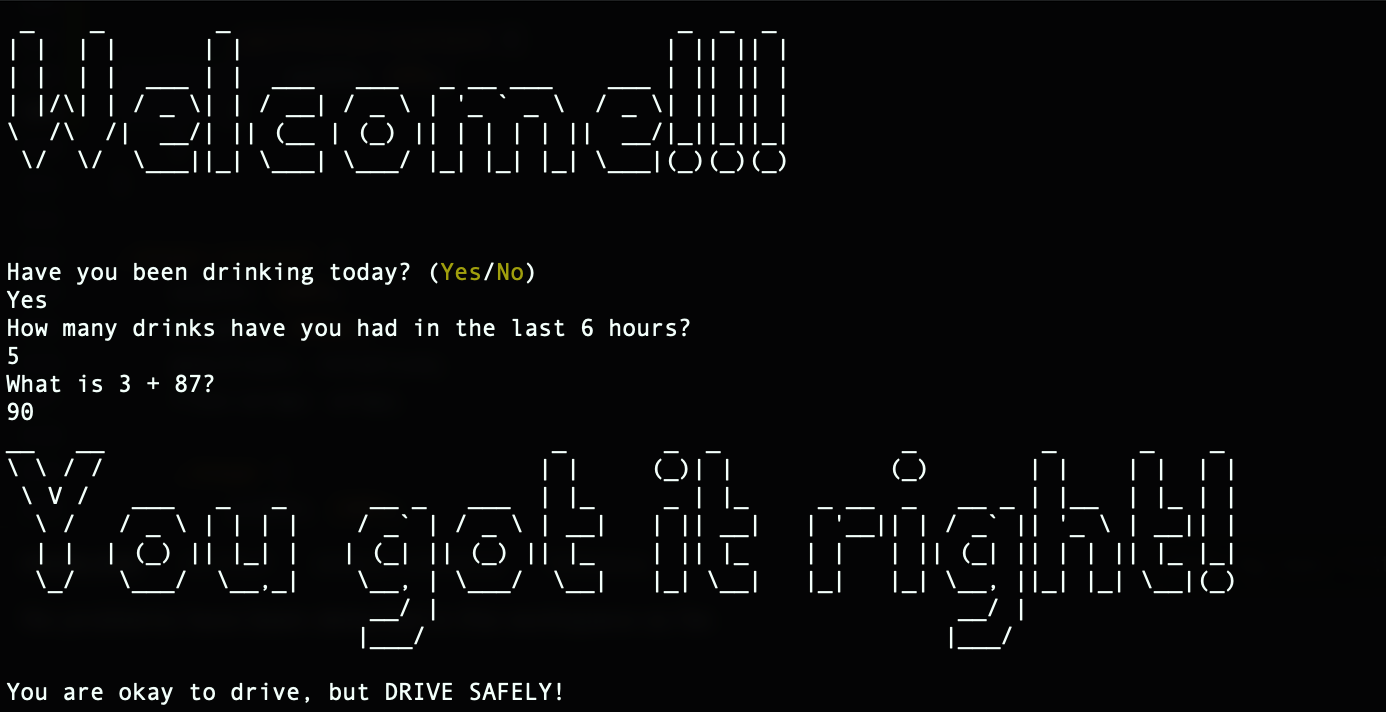 Welcome!!!
Have you been drinking today? (Yes/No)
Yes
How many drinks have you had in the last 6 hours?
5
What is 3 + 87?
90
You got it right!
You are okay to drive, but DRIVE SAFELY!